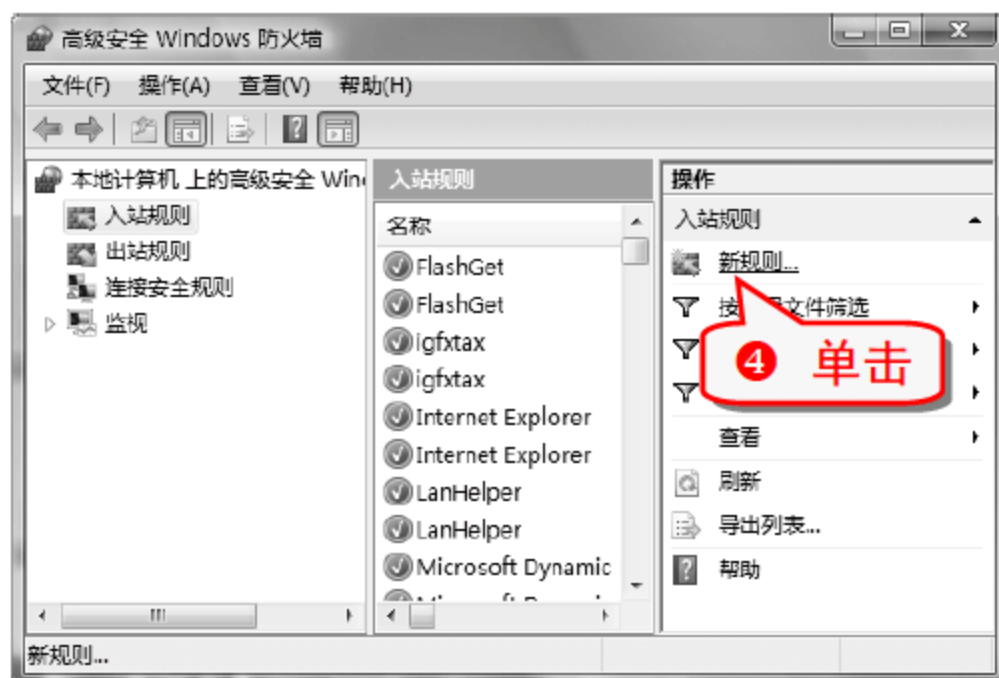 高级安全 Windows 防火墙
文件(F) 操作(A) 查看(V) 帮助(H)
本地计算机 上的高级安全 Win
入站规则
出站规则
连接安全规则
监视
入站规则
名称
FlashGet
FlashGet
igfxtax
igfxtax
Internet Explorer
Internet Explorer
LanHelper
LanHelper
Microsoft Dynamic
操作
入站规则
新规则...
按
文件筛选
❹ 单击
查看
刷新
导出列表...
帮助
新规则...